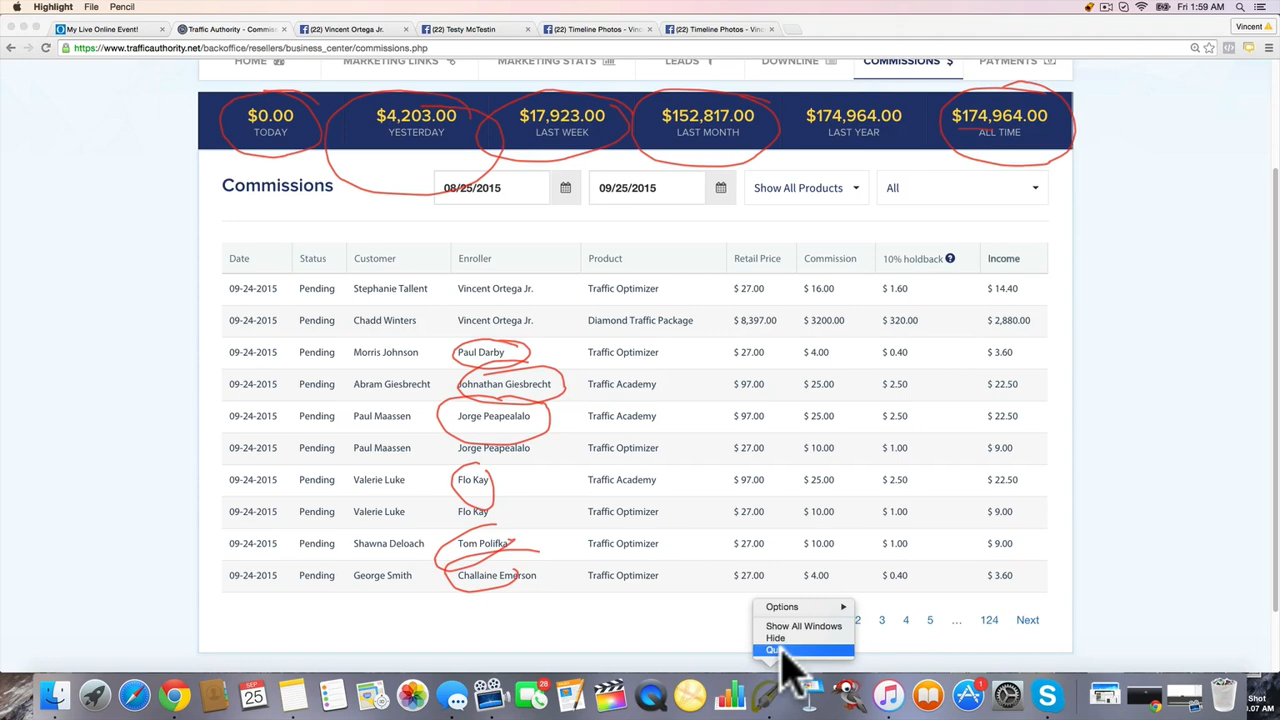 Highlight File Pencil Fri 1:59 AM
My Live Online Event! Traffic Authority - Commis (22) Vincent Ortega Jr. (22) Testy McTestin (22) Timeline Photos - Vinc (22) Timeline Photos - Vinc Vincent
https://www.trafficauthority.net/backoffice/resellers/business_center/commissions.php
HOME MARKETING LINKS MARKETING STATS LEADS DOWNLINE COMMISSIONS $ PAYMENTS
$0.00 $4,203.00 $17,923.00 $152,817.00 $174,964.00 $174,964.00
TODAY YESTERDAY LAST WEEK LAST MONTH LAST YEAR ALL TIME
Commissions 08/25/2015 09/25/2015 Show All Products All
Date Status Customer Enroller Product Retail Price Commission 10% holdback ? Income
09-24-2015 Pending Stephanie Tallent Vincent Ortega Jr. Traffic Optimizer $ 27.00 $ 16.00 $ 1.60 $ 14.40
09-24-2015 Pending Chadd Winters Vincent Ortega Jr. Diamond Traffic Package $ 8,397.00 $ 3200.00 $ 320.00 $ 2,880.00
09-24-2015 Pending Morris Johnson Paul Darby Traffic Optimizer $ 27.00 $ 4.00 $ 0.40 $ 3.60
09-24-2015 Pending Abram Giesbrecht Johnathan Giesbrecht Traffic Academy $ 97.00 $ 25.00 $ 2.50 $ 22.50
09-24-2015 Pending Paul Maassen Jorge Peapealalo Traffic Academy $ 97.00 $ 25.00 $ 2.50 $ 22.50
09-24-2015 Pending Paul Maassen Jorge Peapealalo Traffic Optimizer $ 27.00 $ 10.00 $ 1.00 $ 9.00
09-24-2015 Pending Valerie Luke Flo Kay Traffic Academy $ 97.00 $ 25.00 $ 2.50 $ 22.50
09-24-2015 Pending Valerie Luke Flo Kay Traffic Optimizer $ 27.00 $ 10.00 $ 1.00 $ 9.00
09-24-2015 Pending Shawna Deloach Tom Polifka Traffic Optimizer $ 27.00 $ 10.00 $ 1.00 $ 9.00
09-24-2015 Pending George Smith Challaine Emerson Traffic Optimizer $ 27.00 $ 4.00 $ 0.40 $ 3.60
Options
2 3 4 5 ... 124 Next
Show All Windows
Hide
SEP
25 28 1
Shot